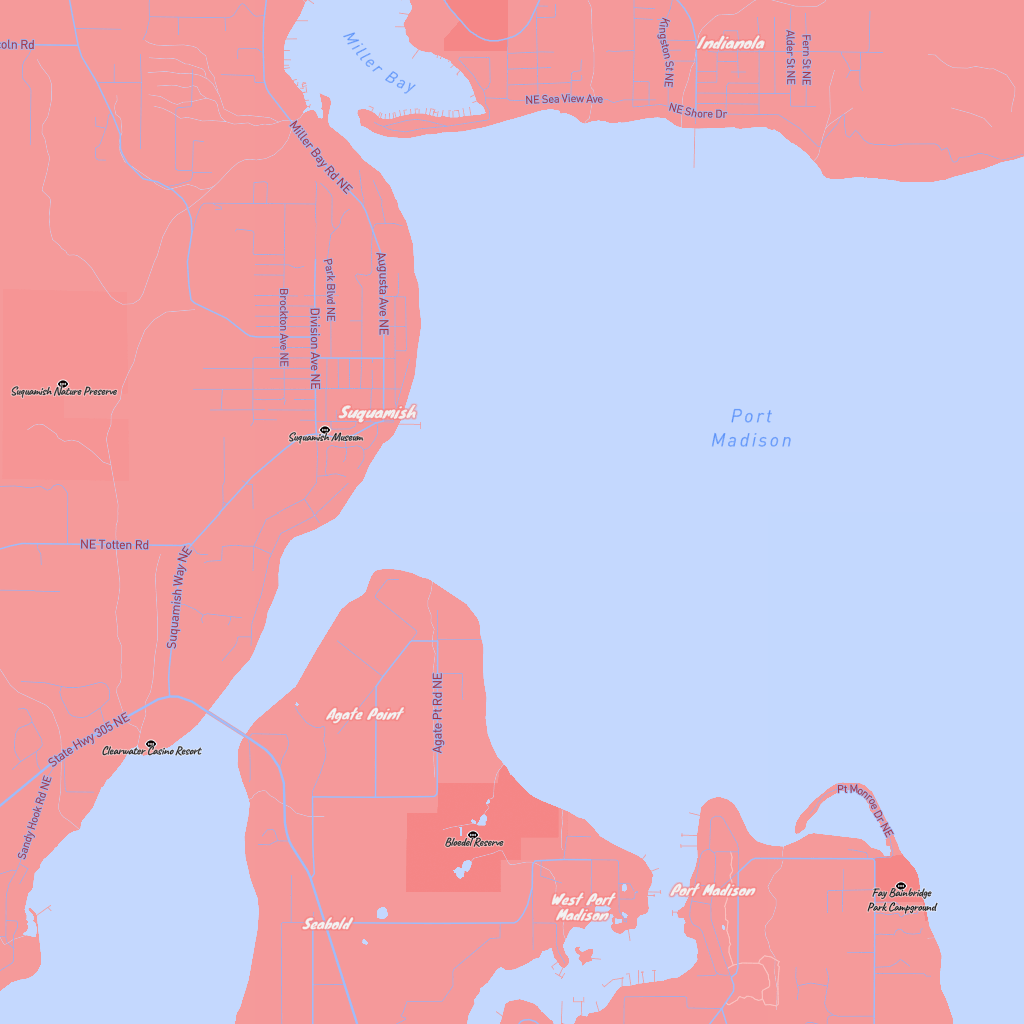 Miller Bay
Indianola
Kingston St NE
Fern St NE
Alder St NE
oln Rd
NE Sea View Ave
NE Shore Dr
Miller Bay Rd NE
Augusta Ave NE
Park Blvd NE
Brockton Ave NE
Division Ave NE
Suquamish Nature Preserve
Suquamish
Suquamish Museum
Port
Madison
NE Totten Rd
Suquamish Way NE
Agate Pt Rd NE
Agate Point
State Hwy 305 NE
Clearwater Casino Resort
Sandy Hook Rd NE
Pt Monroe Dr NE
Bloedel Reserve
West Port
Madison
Port Madison
Fay Bainbridge
Park Campground
Seabold